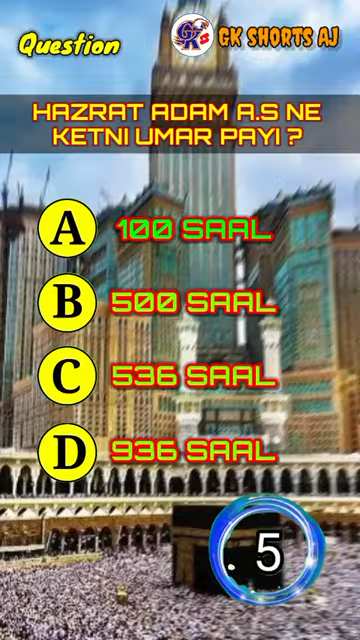 Question
GK SHORTS AJ
HAZRAT ADAM A.S NE
KETNI UMAR PAYI ?
A 100 SAAL
B 500 SAAL
C 536 SAAL
D 936 SAAL
. 5